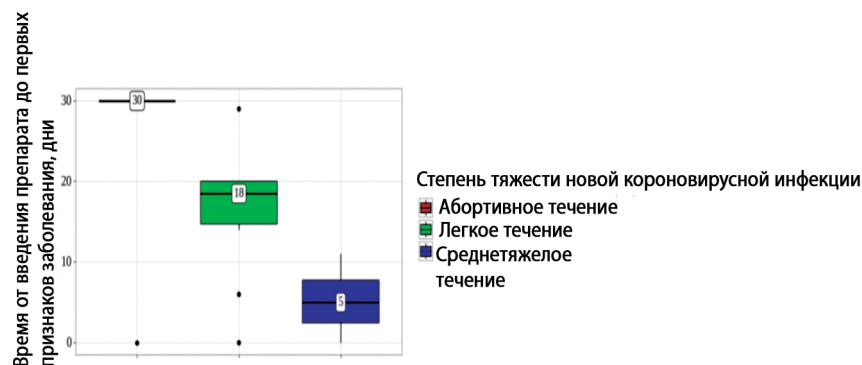 Время от введения препарата до первых
признаков заболевания, дни
30
20
10
0
30
18
5
Степень тяжести новой короновирусной инфекции
Абортивное течение
Легкое течение
Среднетяжелое
течение